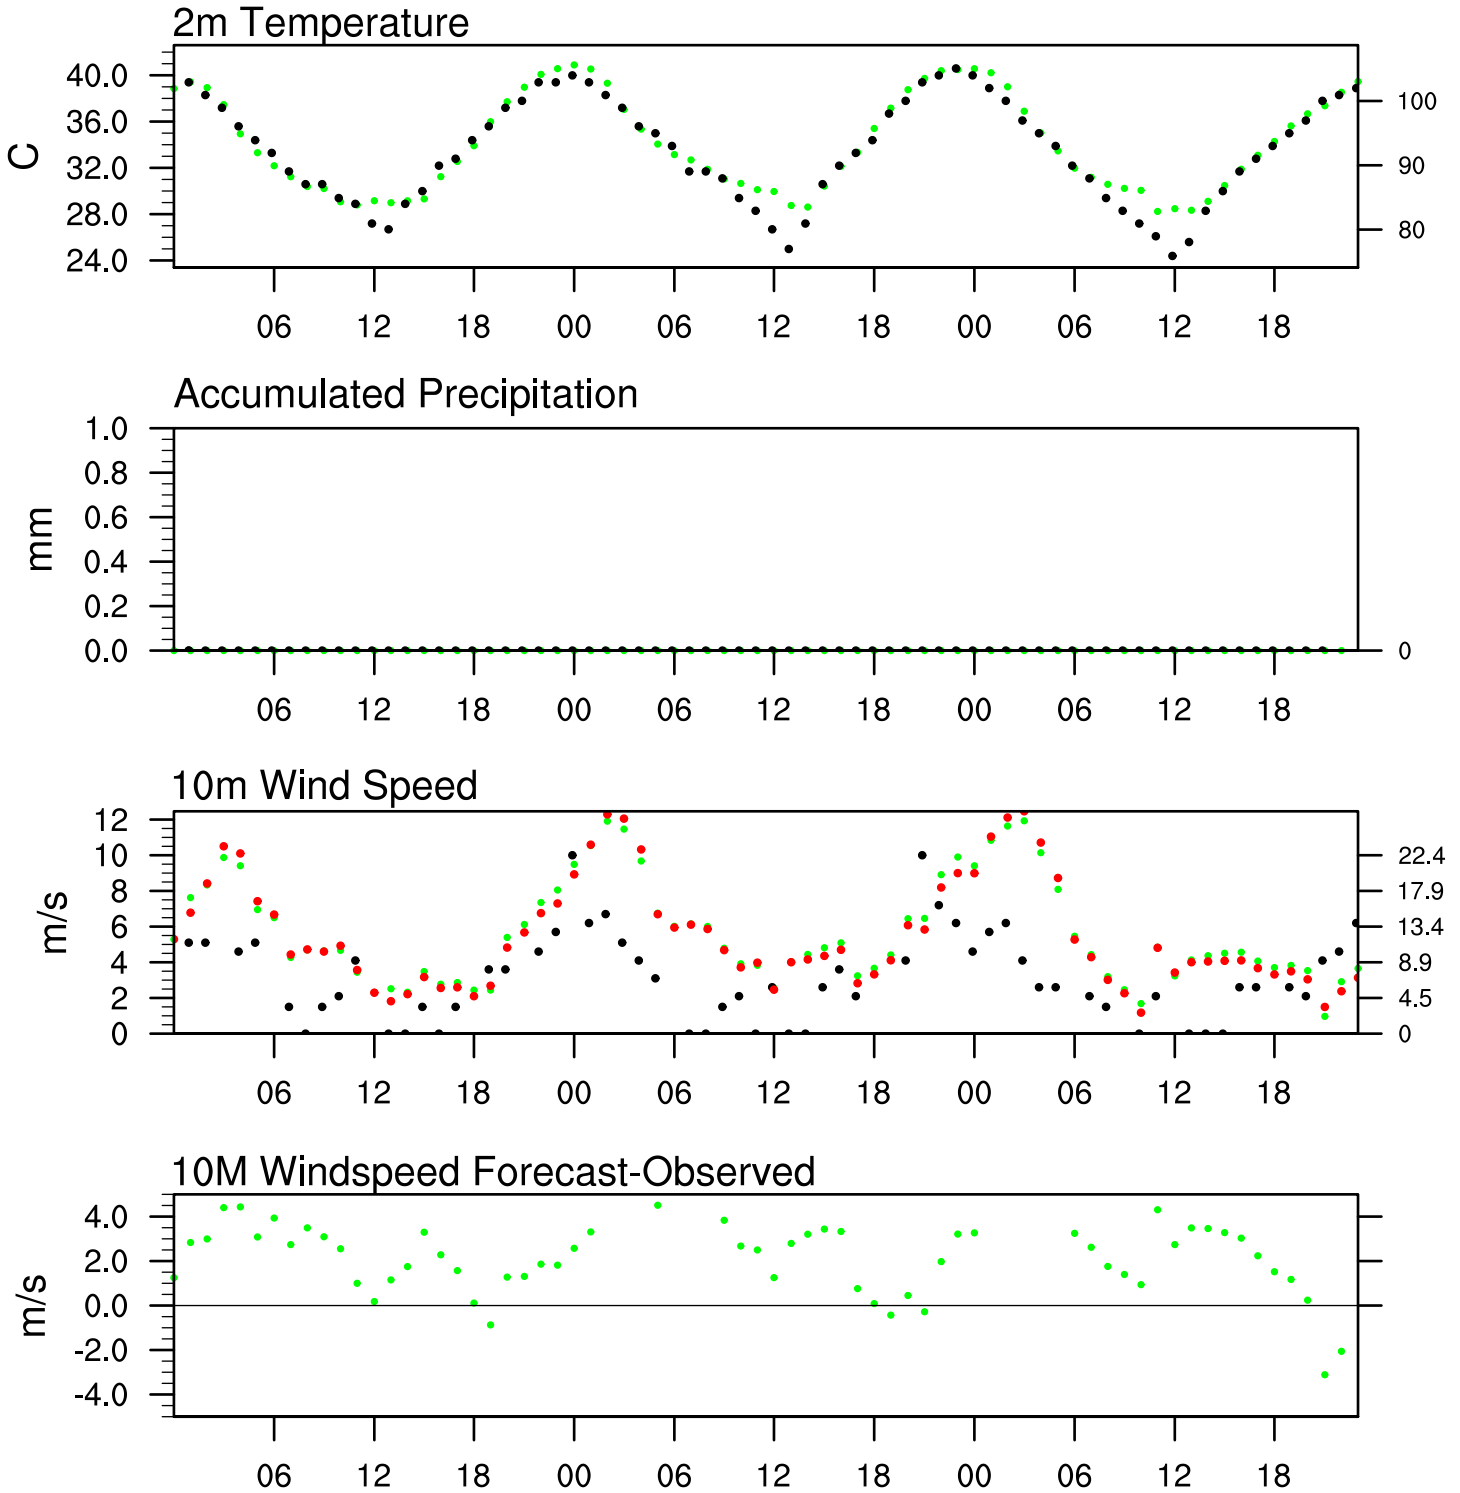 2m Temperature
40.0
36.0
32.0
28.0
24.0
C
100
90
80
06 12 18 00 06 12 18 00 06 12 18
Accumulated Precipitation
1.0
0.8
0.6
0.4
0.2
0.0
mm
0
06 12 18 00 06 12 18 00 06 12 18
10m Wind Speed
12
10
8
6
4
2
0
m/s
22.4
17.9
13.4
8.9
4.5
0
06 12 18 00 06 12 18 00 06 12 18
10M Windspeed Forecast-Observed
4.0
2.0
0.0
-2.0
-4.0
m/s
06 12 18 00 06 12 18 00 06 12 18